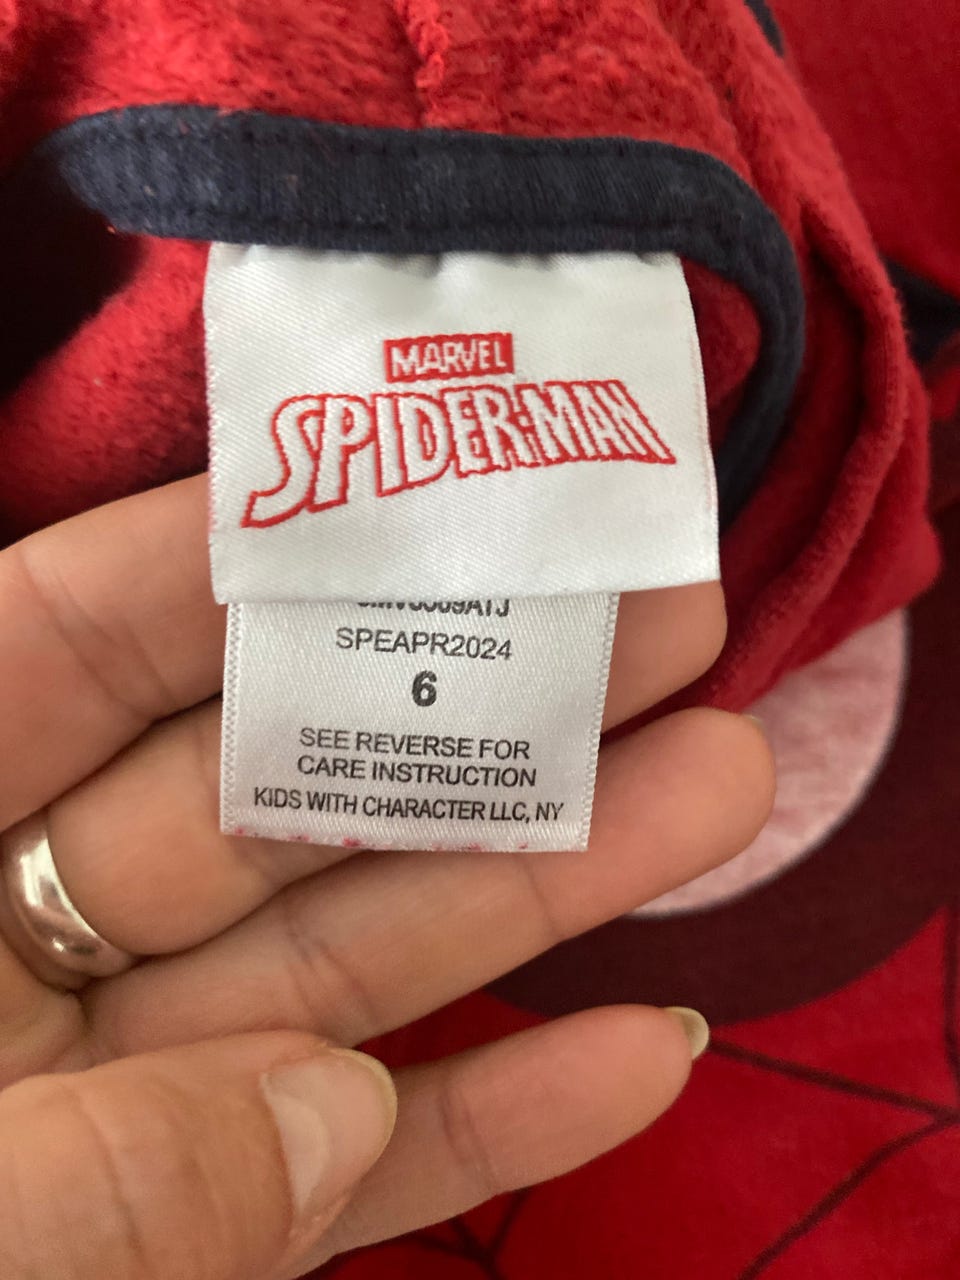 MARVEL
SPIDER-MAN
SPEAPR2024
6
SEE REVERSE FOR
CARE INSTRUCTION
KIDS WITH CHARACTER LLC, NY